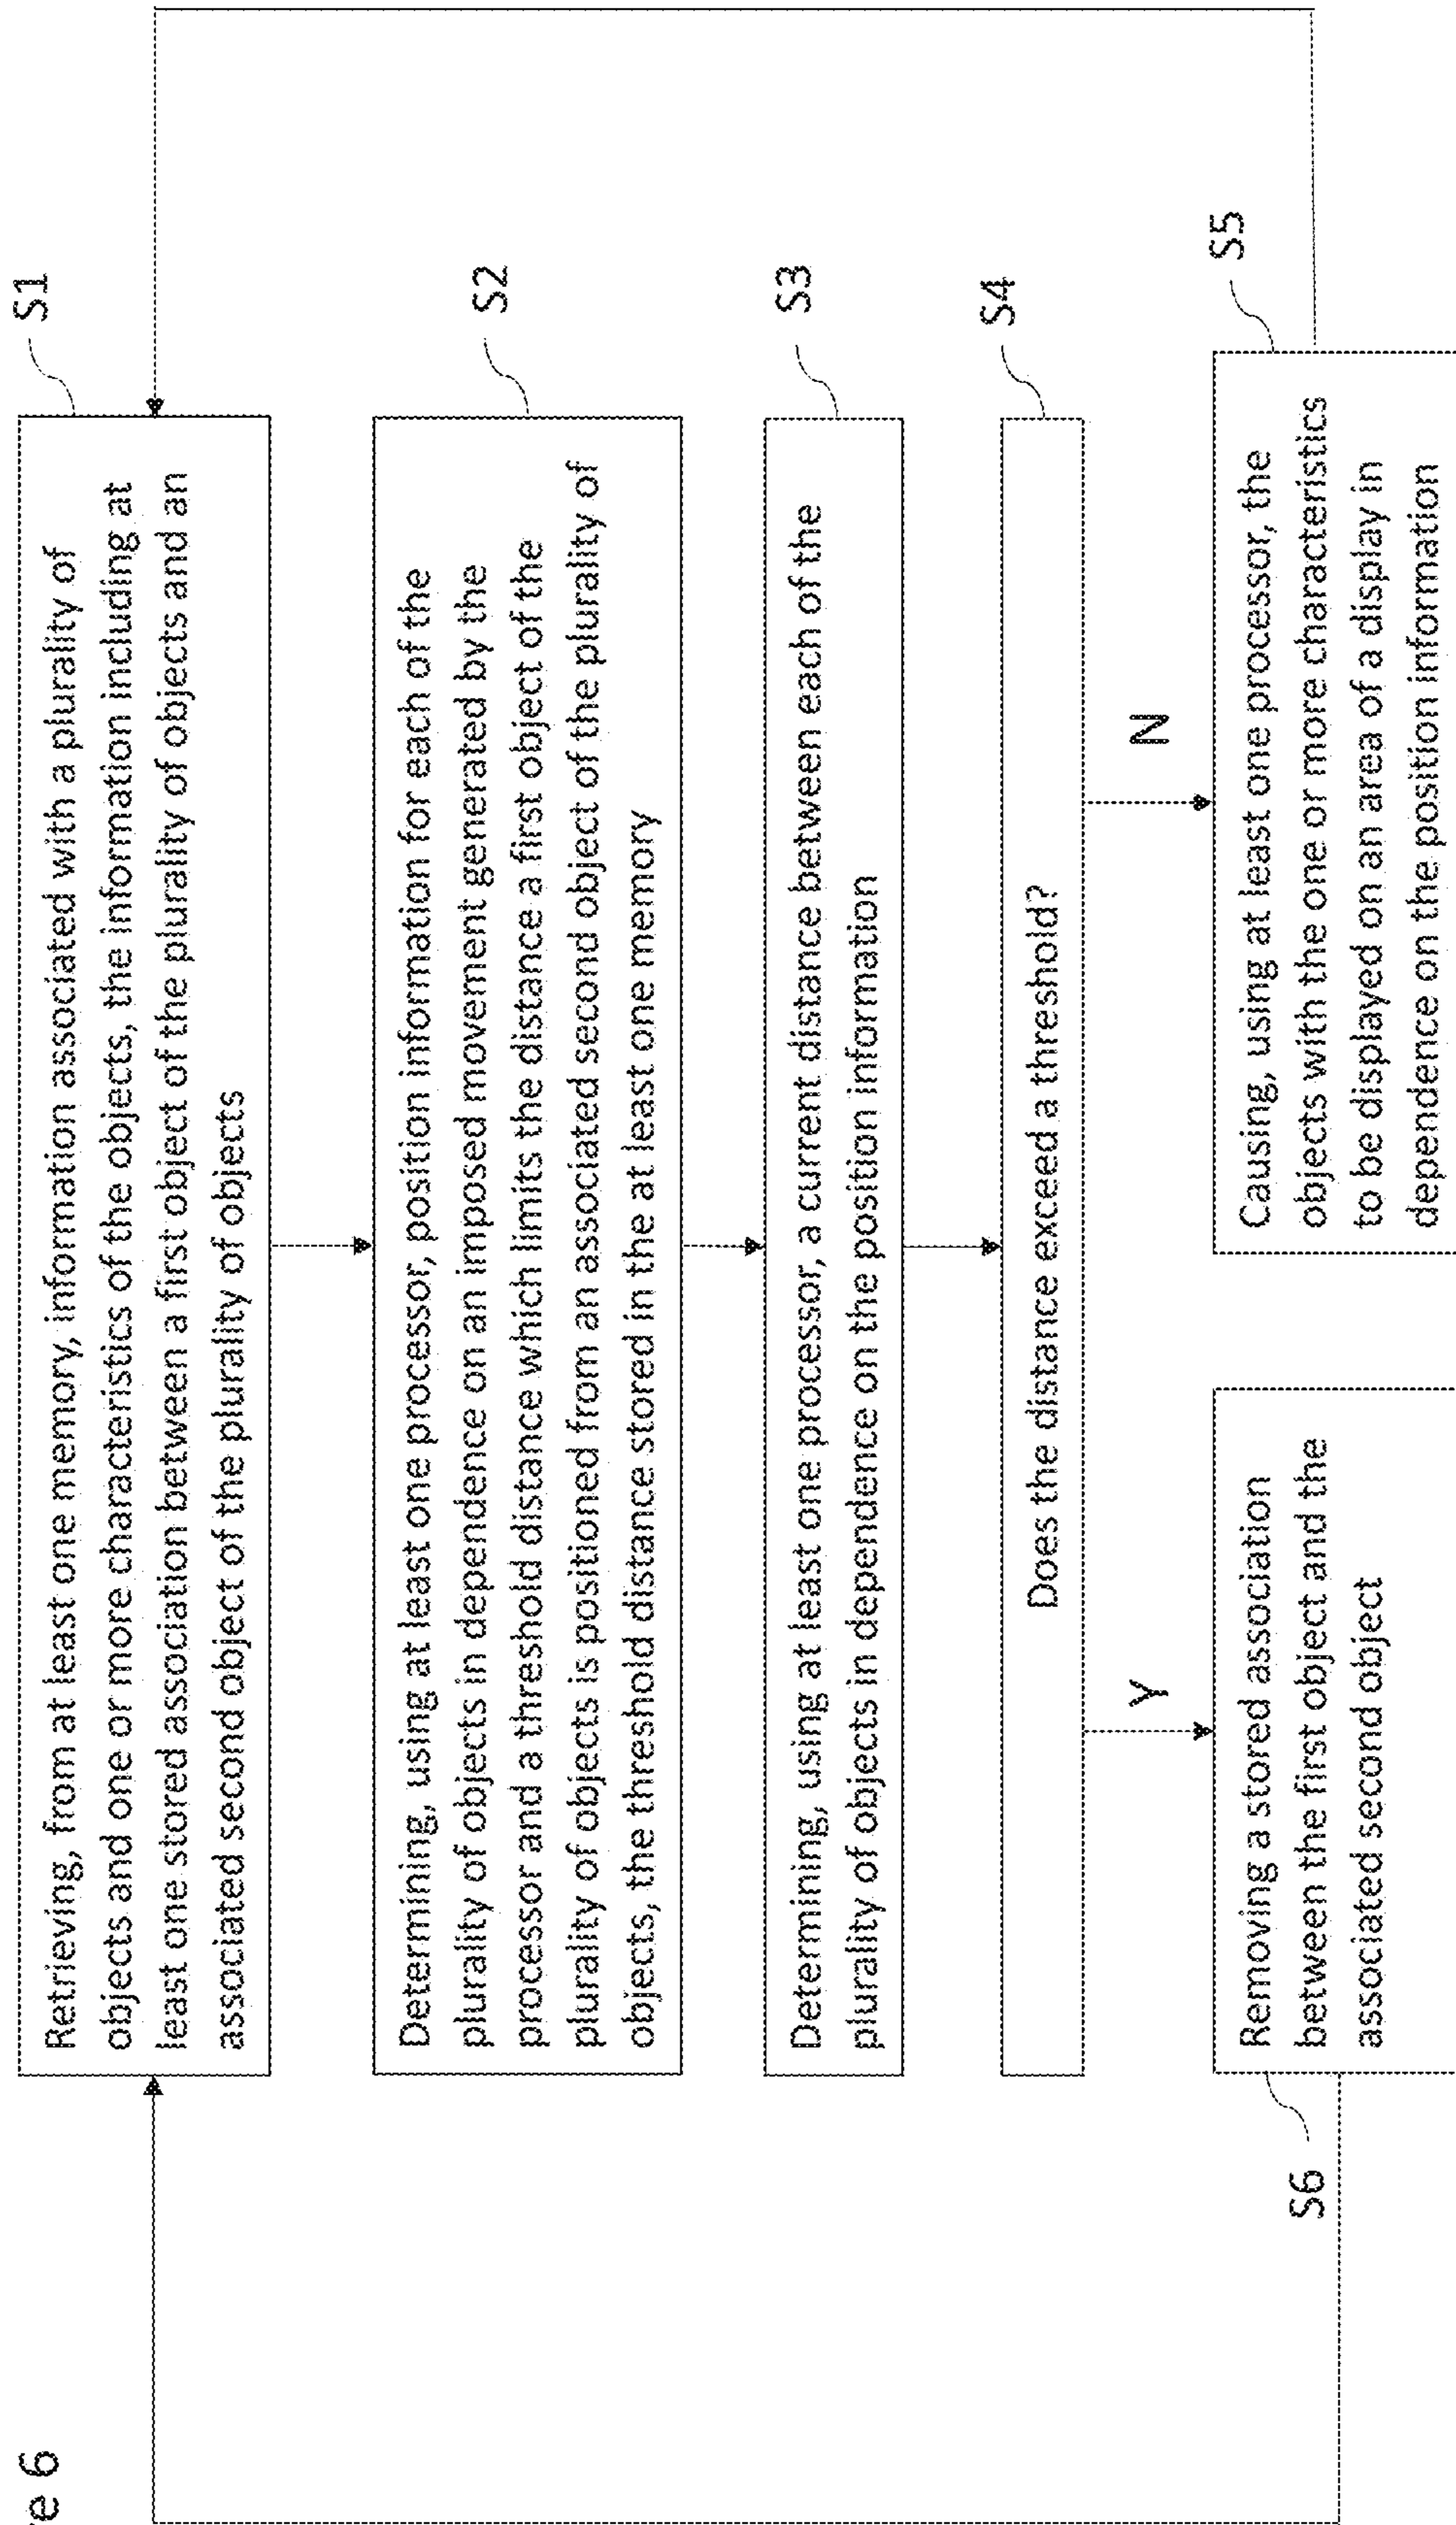 re 6
S1
Retrieving, from at least one memory, information associated with a plurality of
objects and one or more characteristics of the objects, the information including at
least one stored association between a first object of the plurality of objects and an
associated second object of the plurality of objects
S2
Determining, using at least one processor, position information for each of the
plurality of objects in dependence on an imposed movement generated by the
processor and a threshold distance which limits the distance a first object of the
plurality of objects is positioned from an associated second object of the plurality of
objects, the threshold distance stored in the at least one memory
S3
Determining, using at least one processor, a current distance between each of the
plurality of objects in dependence on the position information
S4
Does the distance exceed a threshold?
Y
N
S6
Removing a stored association
between the first object and the
associated second object
S5
Causing, using at least one processor, the
objects with the one or more characteristics
to be displayed on an area of a display in
dependence on the position information